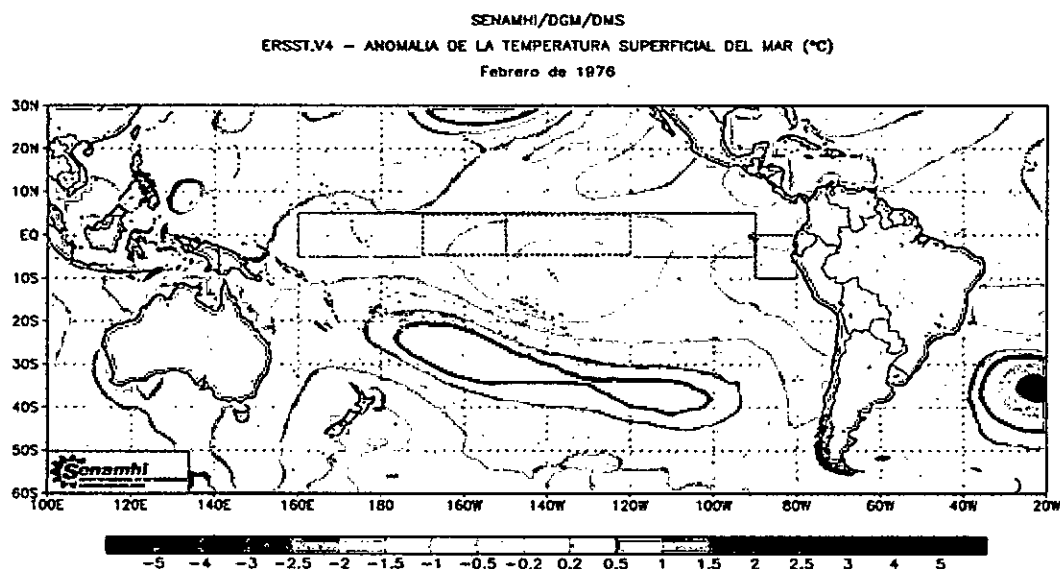 SENAMHI/DGM/DMS
ERSST.V4 – ANOMALIA DE LA TEMPERATURA SUPERFICIAL DEL MAR (°C)
Febrero de 1976
30N
20N
10N
EQ
10S
20S
30S
40S
50S
60S
Senamhi
100E 120E 140E 160E 180 160W 140W 120W 100W 80W 60W 40W 20W
-5 -4 -3 -2.5 -2 -1.5 -1 -0.5 -0.2 0.2 0.5 1 1.5 2 2.5 3 4 5